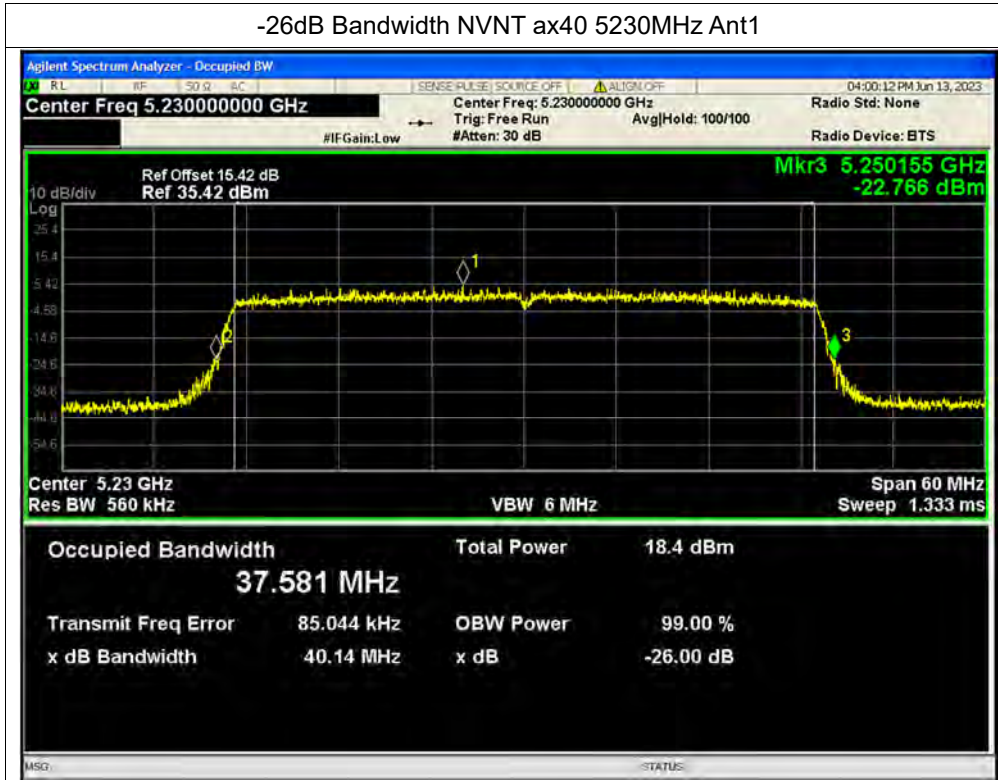 -26dB Bandwidth NVNT ax40 5230MHz Ant1
Agilent Spectrum Analyzer - Occupied BW
RL RF 50 Ω AC SENSE:PULSE SOURCE OFF ALIGN OFF 04:00:12 PM Jun 13, 2023
Center Freq 5.230000000 GHz Center Freq: 5.230000000 GHz Radio Std: None
Trig: Free Run Avg|Hold: 100/100
#IFGain:Low #Atten: 30 dB Radio Device: BTS
Mkr3 5.250155 GHz
-22.766 dBm
Ref Offset 15.42 dB
10 dB/div Ref 35.42 dBm
Log
25.4
15.4
5.42
-4.58
-14.6
-24.6
-34.6
-44.6
-54.6
1
2
3
Center 5.23 GHz Span 60 MHz
Res BW 560 kHz VBW 6 MHz Sweep 1.333 ms
Occupied Bandwidth Total Power 18.4 dBm
37.581 MHz
Transmit Freq Error 85.044 kHz OBW Power 99.00 %
x dB Bandwidth 40.14 MHz x dB -26.00 dB
MSG STATUS